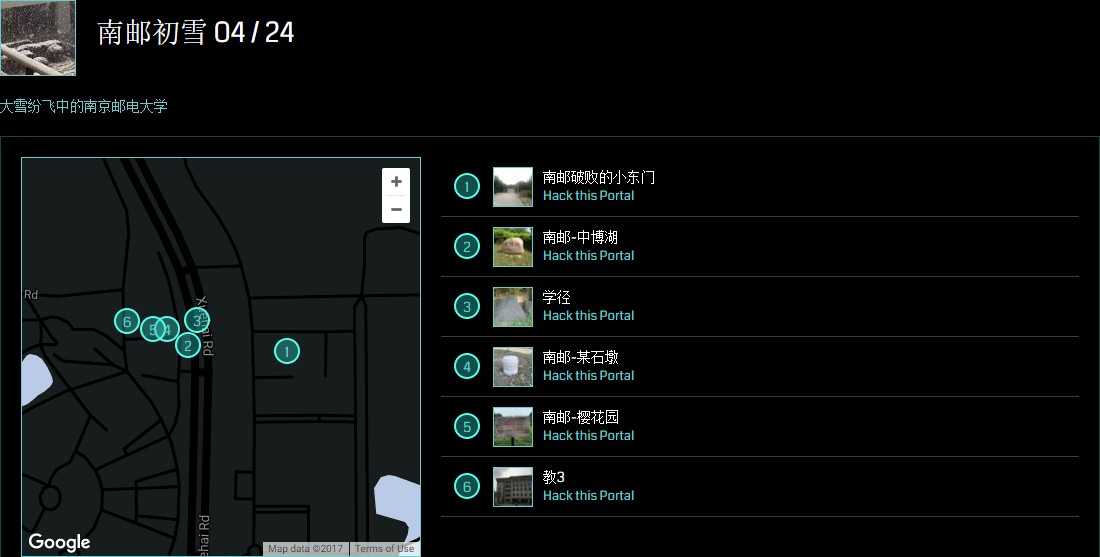 南邮初雪 04 / 24
大雪纷飞中的南京邮电大学
+
−
Rd
6
5
4
3
2
1
Google
Map data ©2017
Terms of Use
1
南邮破败的小东门
Hack this Portal
2
南邮-中博湖
Hack this Portal
3
学径
Hack this Portal
4
南邮-某石墩
Hack this Portal
5
南邮-樱花园
Hack this Portal
6
教3
Hack this Portal